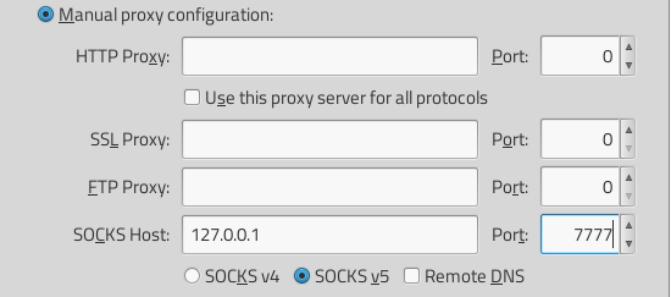 Manual proxy configuration:
HTTP Proxy: Port: 0
Use this proxy server for all protocols
SSL Proxy: Port: 0
FTP Proxy: Port: 0
SOCKS Host: 127.0.0.1 Port: 7777
SOCKS v4 SOCKS v5 Remote DNS